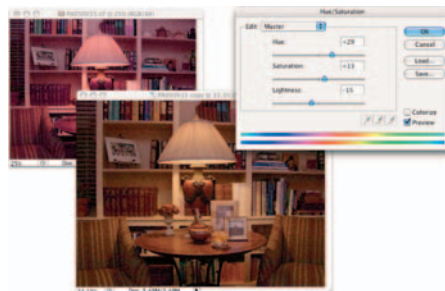 Hue/Saturation
Edit: Master
Hue: +29
Saturation: +13
Lightness: -15
OK
Cancel
Load...
Save...
Colorize
Preview